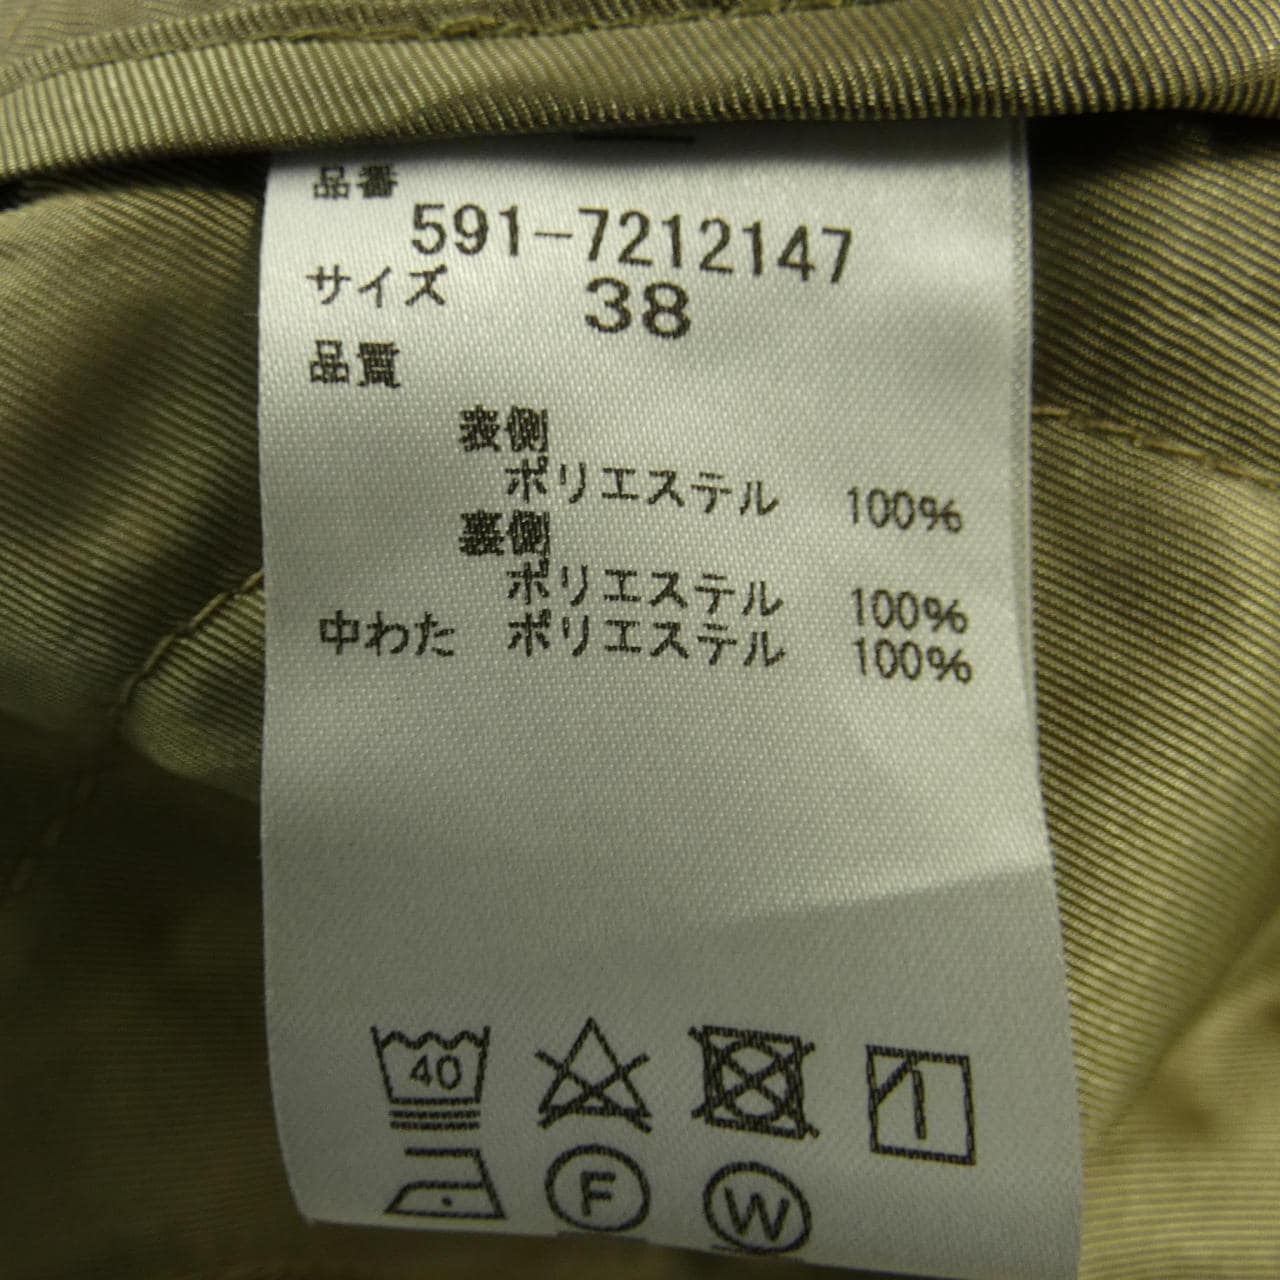 品番
591-7212147
サイズ 38
品質
表側
ポリエステル 100%
裏側
ポリエステル 100%
中わた ポリエステル 100%
40
F W